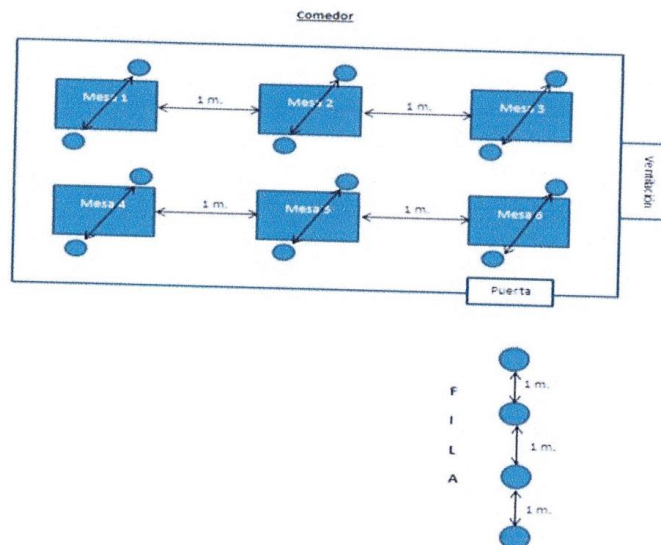 Comedor
Mesa 1
1 m.
Mesa 2
1 m.
Mesa 3
Ventilación
Mesa 4
1 m.
Mesa 5
1 m.
Mesa 6
Puerta
1 m.
F
I
1 m.
L
A
1 m.